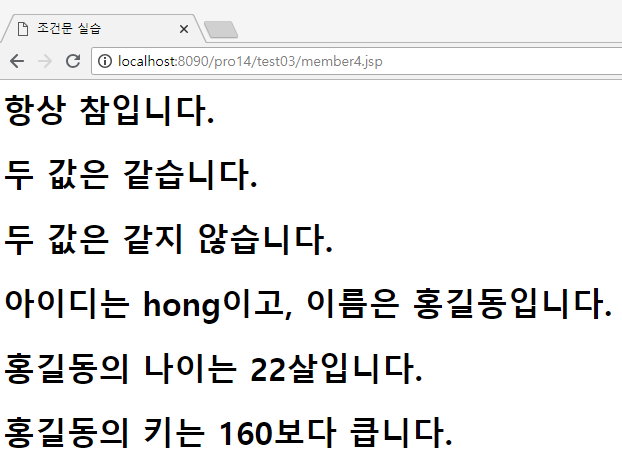 조건문 실습
localhost:8090/pro14/test03/member4.jsp
항상 참입니다.
두 값은 같습니다.
두 값은 같지 않습니다.
아이디는 hong이고, 이름은 홍길동입니다.
홍길동의 나이는 22살입니다.
홍길동의 키는 160보다 큽니다.